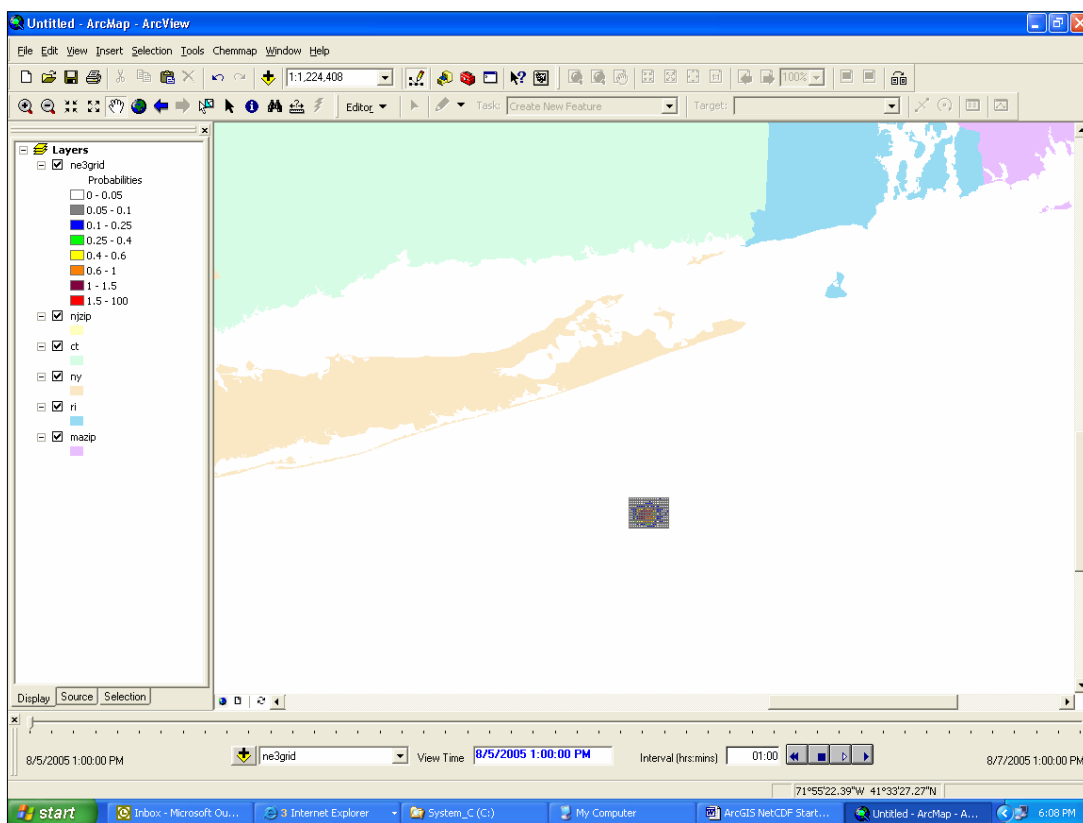 Untitled - ArcMap - ArcView
File Edit View Insert Selection Tools Chemmap Window Help
1:1,224,408
100%
Editor
Task: Create New Feature
Target:
Layers
ne3grid
Probabilities
0 - 0.05
0.05 - 0.1
0.1 - 0.25
0.25 - 0.4
0.4 - 0.6
0.6 - 1
1 - 1.5
1.5 - 100
njzip
ct
ny
ri
mazip
Display Source Selection
8/5/2005 1:00:00 PM
ne3grid
View Time 8/5/2005 1:00:00 PM
Interval (hrs:mins) 01:00
8/7/2005 1:00:00 PM
71°55'22.39"W 41°33'27.27"N
start
Inbox - Microsoft Ou...
3 Internet Explorer
System_C (C:)
My Computer
ArcGIS NetCDF Start...
Untitled - ArcMap - A...
6:08 PM